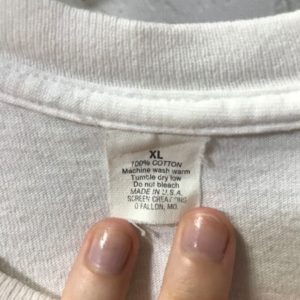 XL
100% COTTON
Machine wash warm
Tumble dry low
Do not bleach
MADE IN U.S.A.
SCREEN CREATIONS
O FALLON, MO.